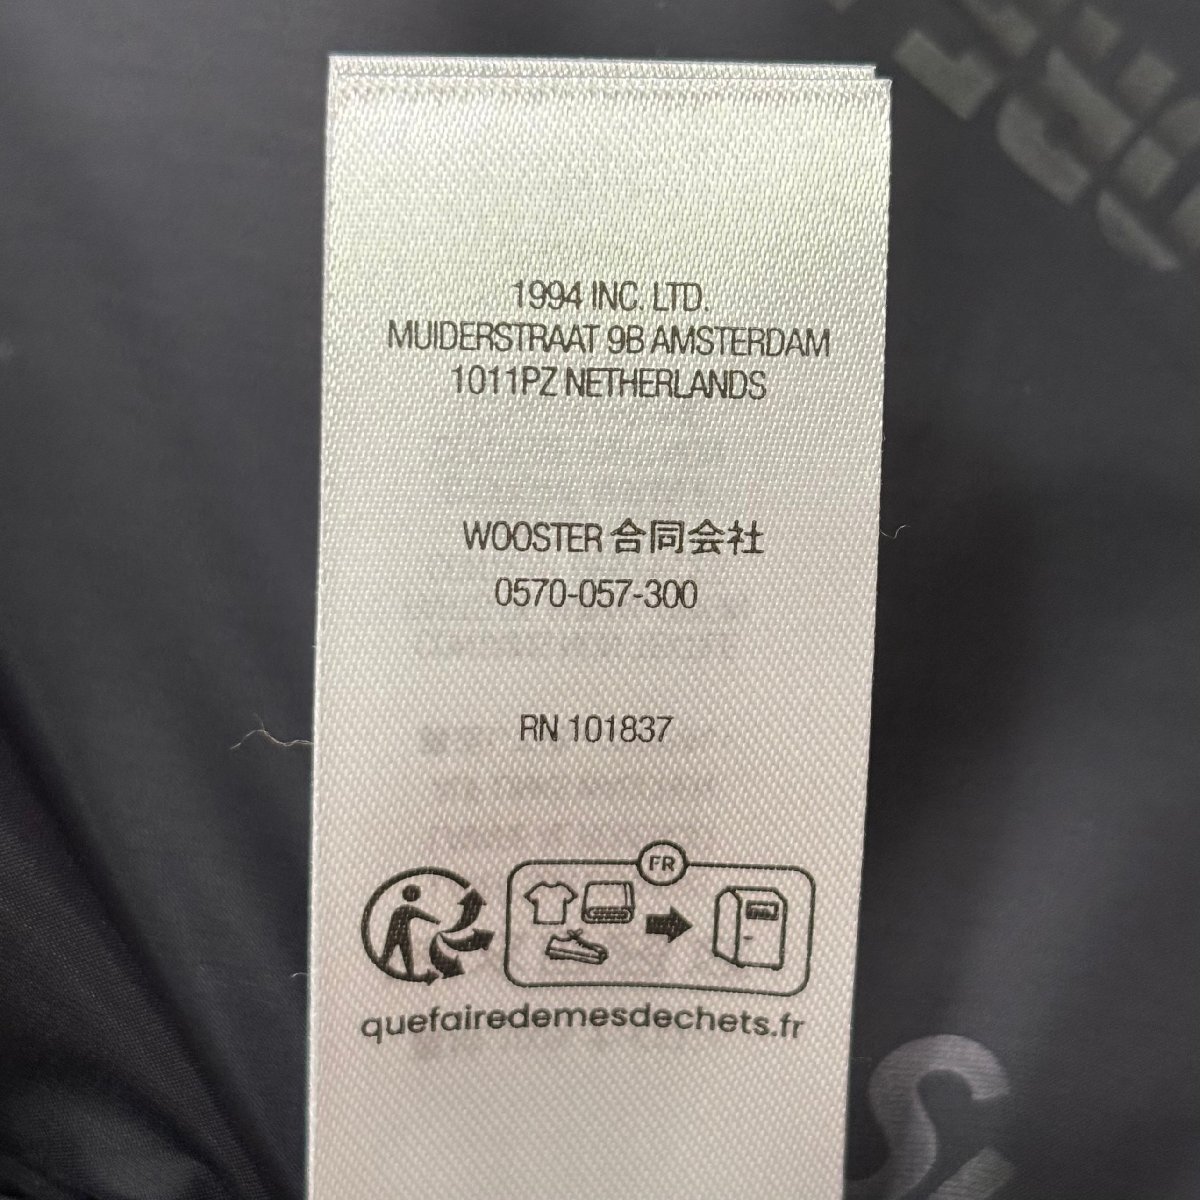 1994 INC. LTD.
MUIDERSTRAAT 9B AMSTERDAM
1011PZ NETHERLANDS
WOOSTER 合同会社
0570-057-300
RN 101837
FR
quefairedemesdechets.fr